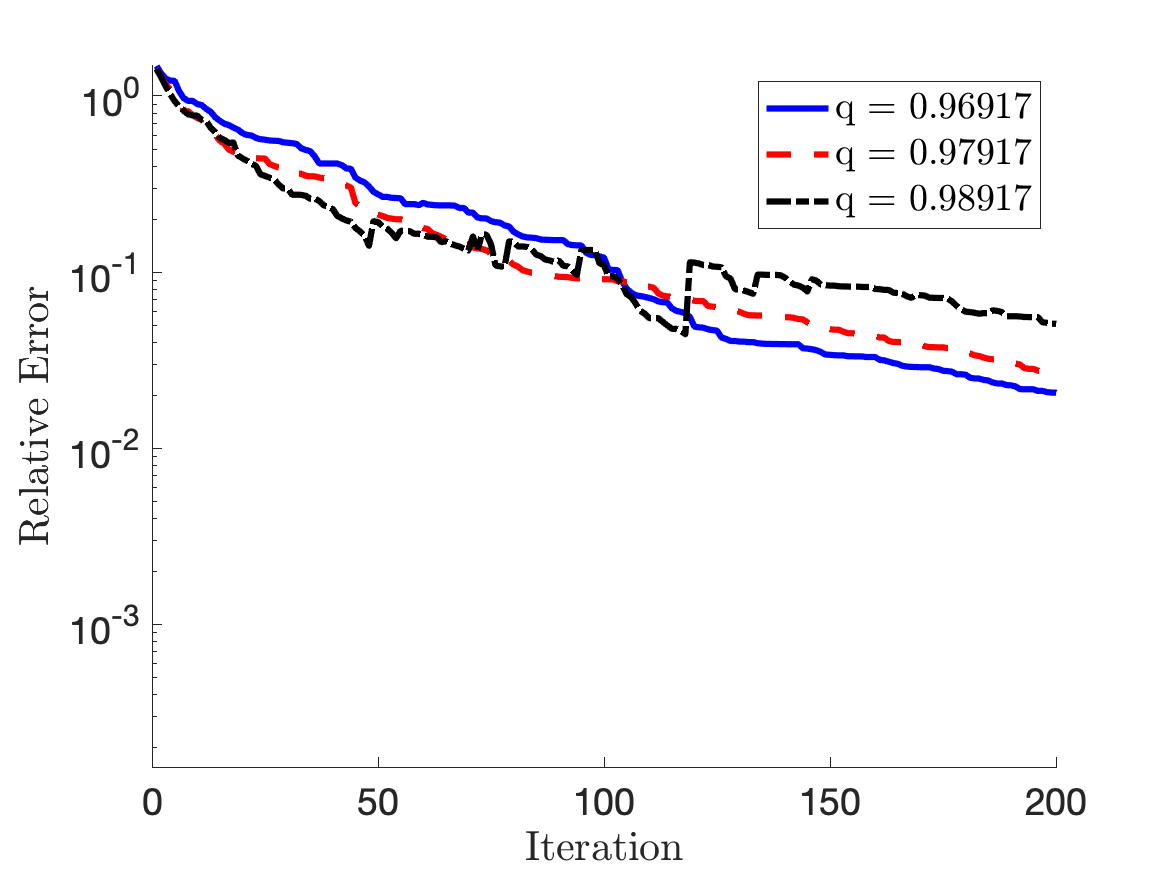 Relative Error
10^0
10^-1
10^-2
10^-3
q = 0.96917
q = 0.97917
q = 0.98917
0 50 100 150 200
Iteration